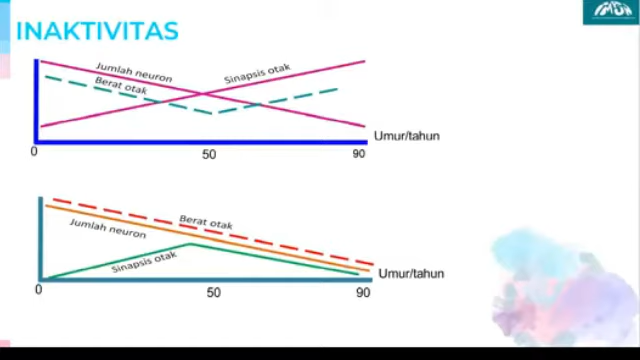 INAKTIVITAS
Jumlah neuron
Berat otak
Sinapsis otak
Umur/tahun
0
50
90
Berat otak
Jumlah neuron
Sinapsis otak
Umur/tahun
0
50
90